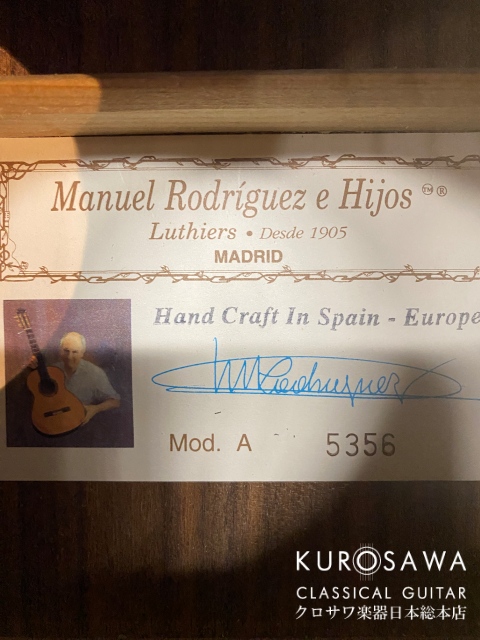 Manuel Rodríguez e Hijos ™ ®
Luthiers • Desde 1905
MADRID
Hand Craft In Spain - Europe
MRodríguez
Mod. A 5356
KUROSAWA
CLASSICAL GUITAR
クロサワ楽器日本総本店